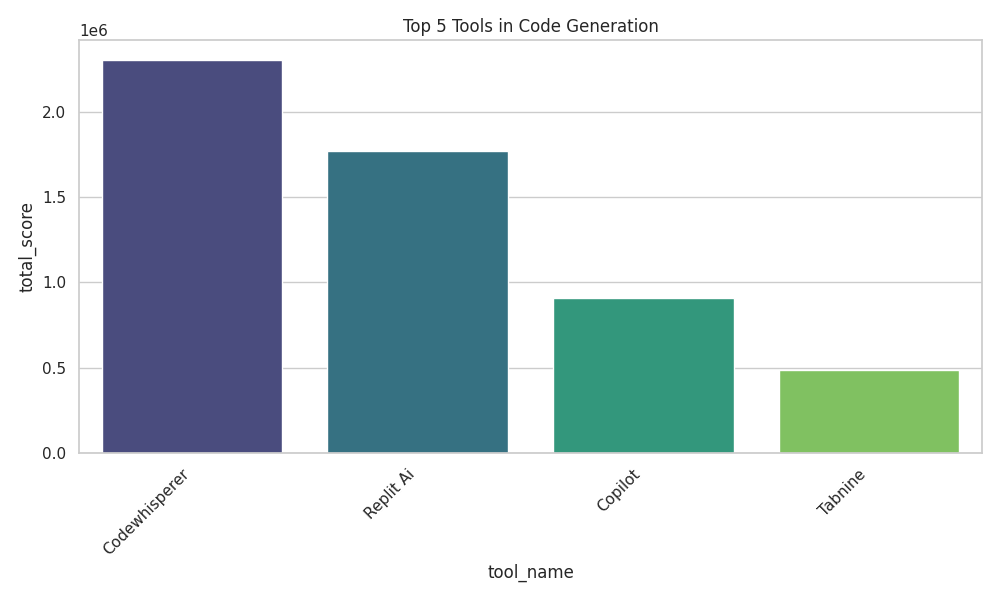 Top 5 Tools in Code Generation
1e6
2.0
1.5
1.0
0.5
0.0
total_score
Codewhisperer
Replit Ai
Copilot
Tabnine
tool_name